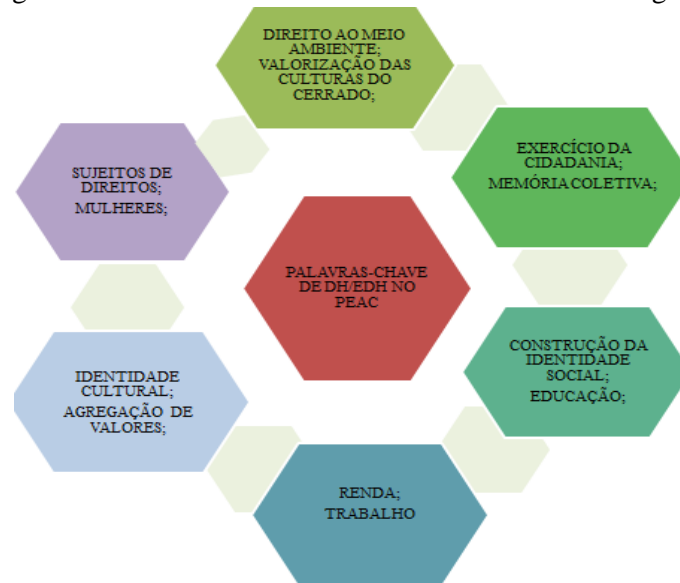 DIREITO AO MEIO
AMBIENTE;
VALORIZAÇÃO DAS
CULTURAS DO
CERRADO;
EXERCÍCIO DA
CIDADANIA;
MEMÓRIA COLETIVA;
SUJEITOS DE
DIREITOS;
MULHERES;
PALAVRAS-CHAVE
DE DH/EDH NO
PEAC
CONSTRUÇÃO DA
IDENTIDADE
SOCIAL;
EDUCAÇÃO;
IDENTIDADE
CULTURAL;
AGREGAÇÃO DE
VALORES;
RENDA;
TRABALHO